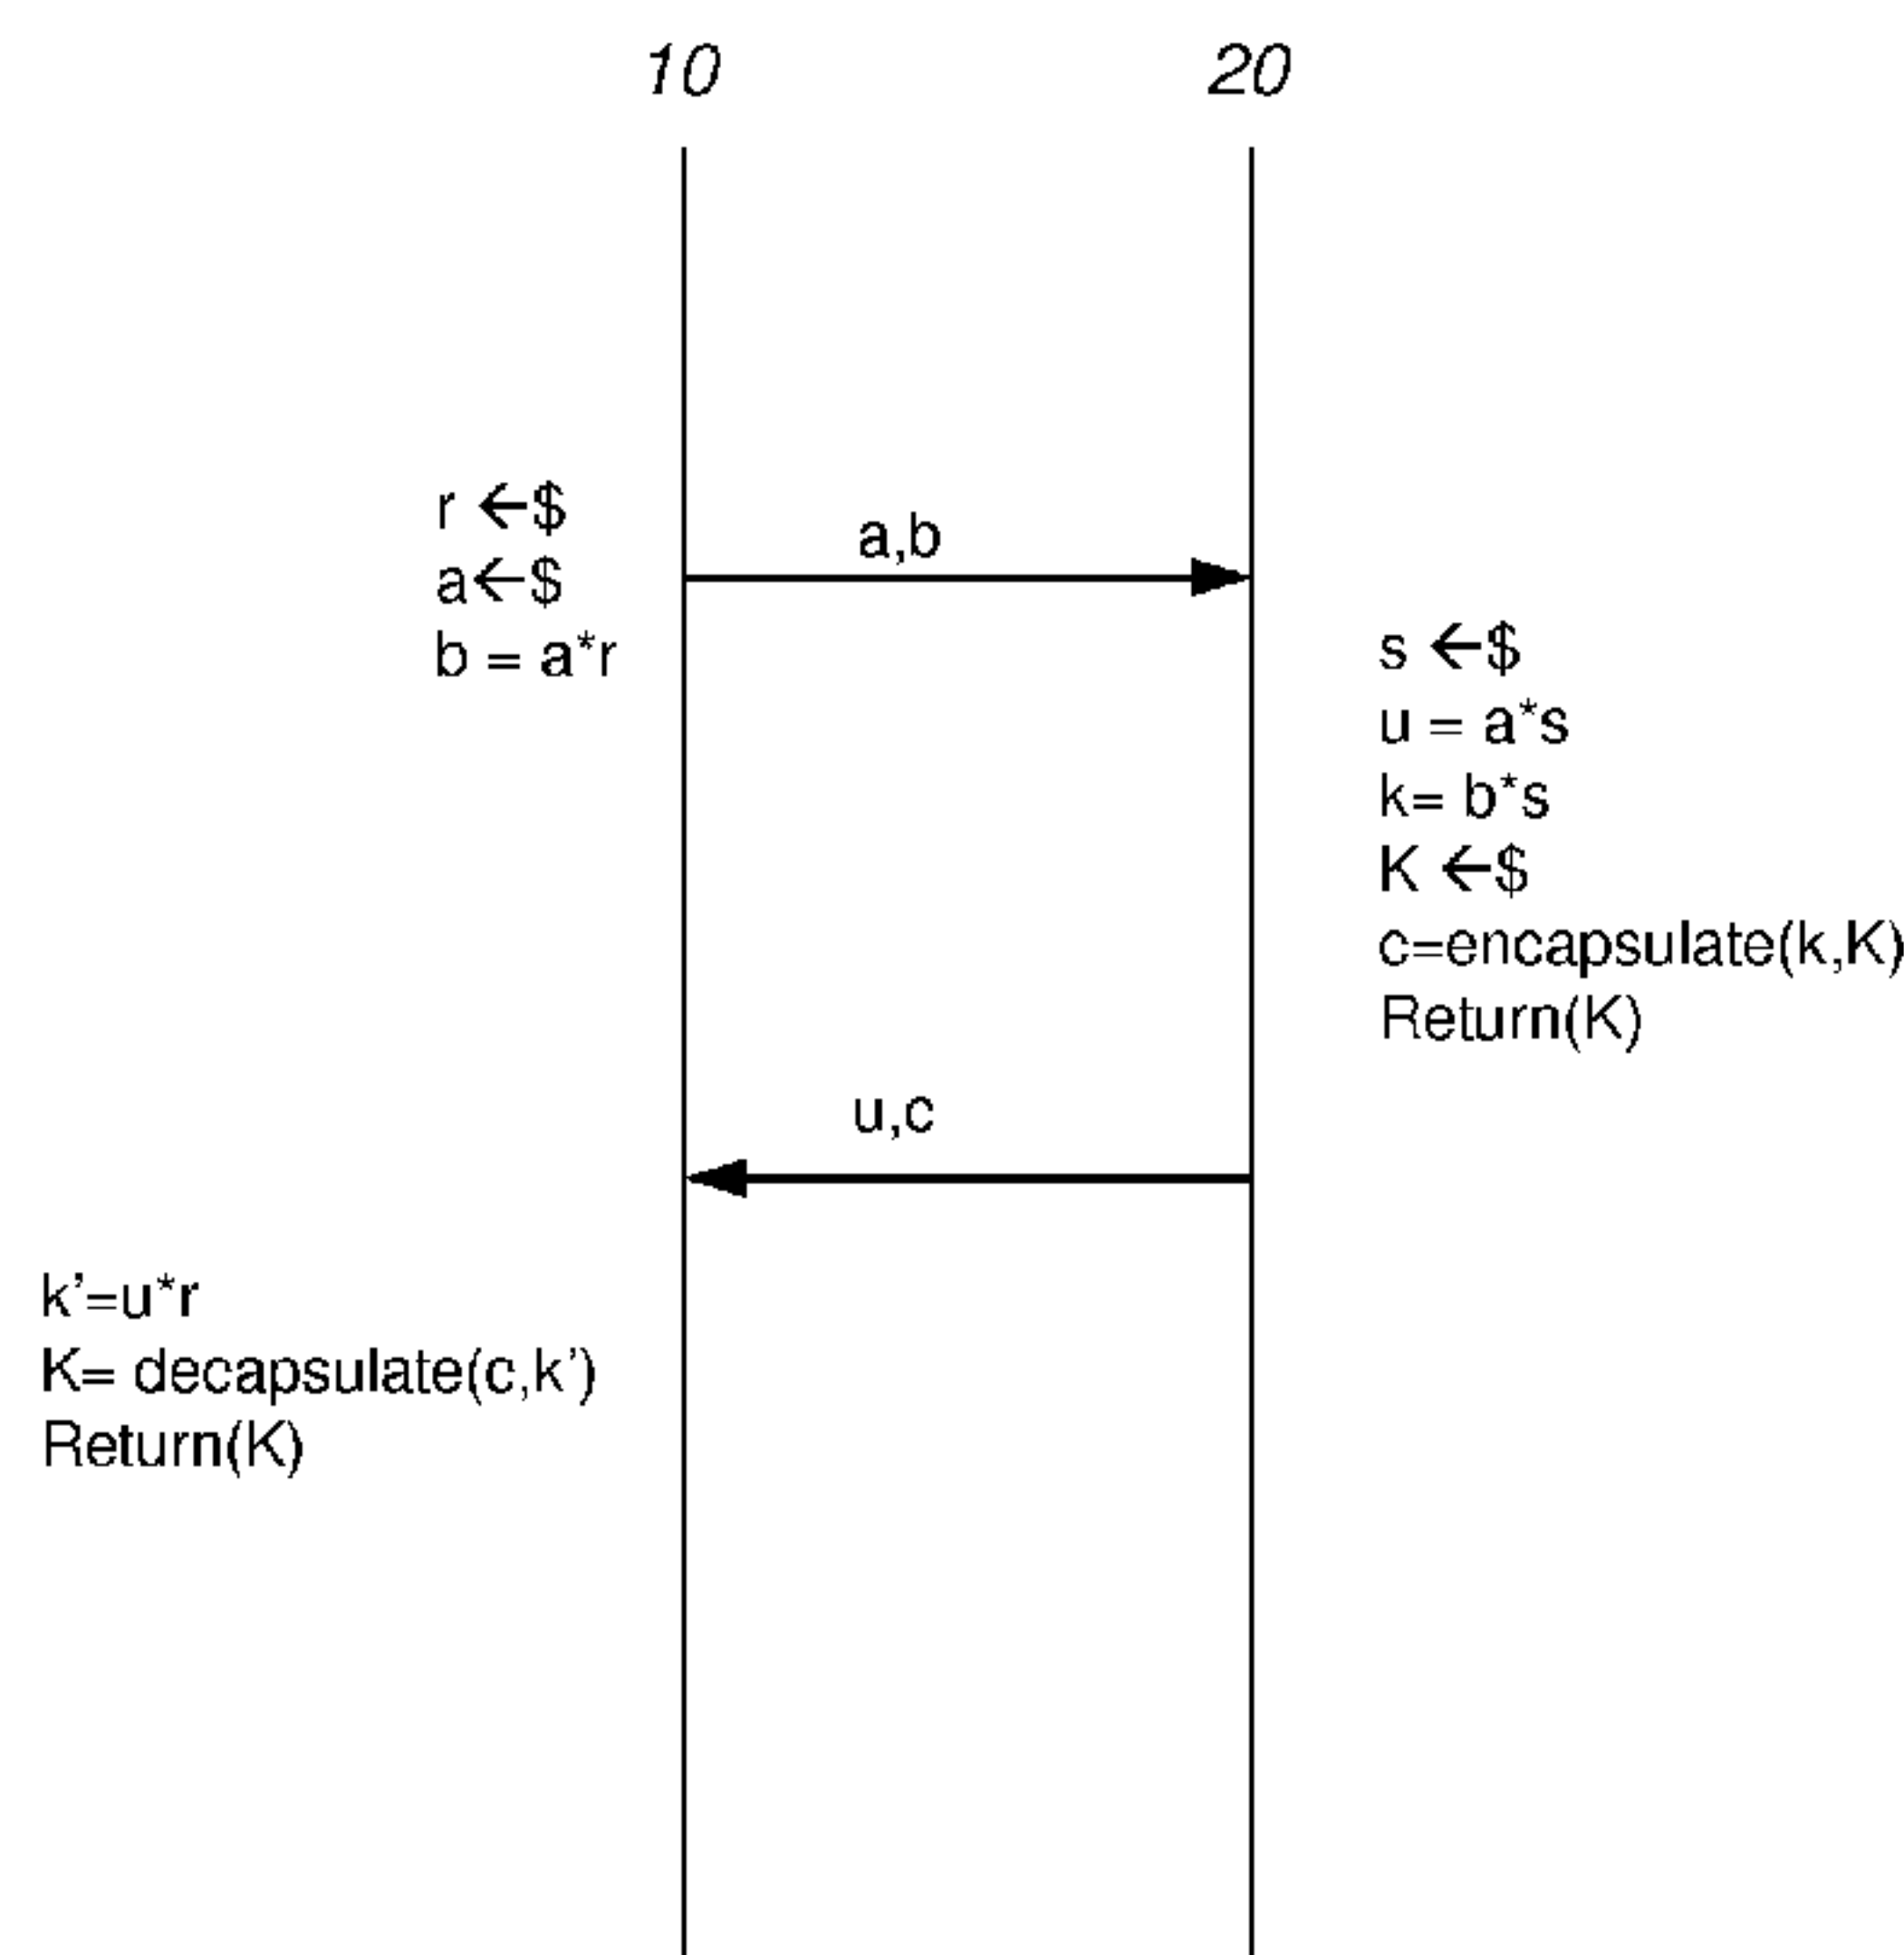 10
20
r ←$
a←$
b = a*r
a,b
s ←$
u = a*s
k= b*s
K ←$
c=encapsulate(k,K)
Return(K)
u,c
k’=u*r
K= decapsulate(c,k’)
Return(K)